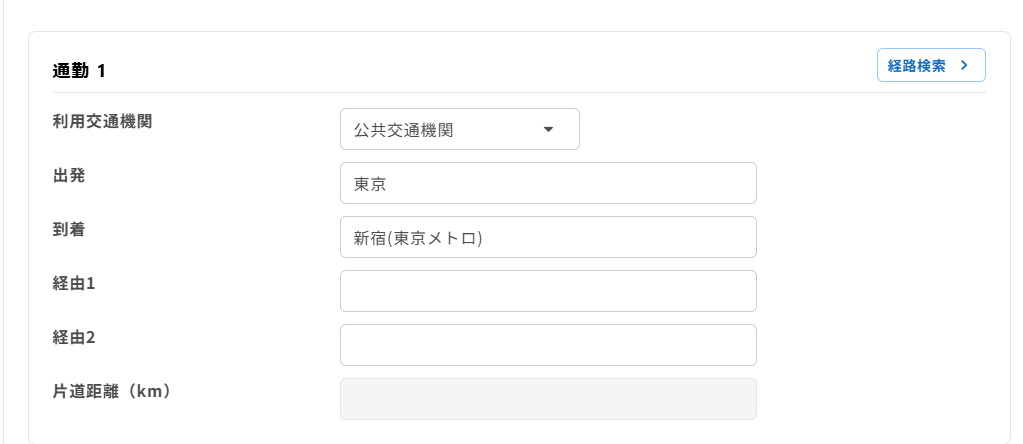 通勤 1
経路検索
利用交通機関
公共交通機関
出発
東京
到着
新宿(東京メトロ)
経由1
経由2
片道距離（km）